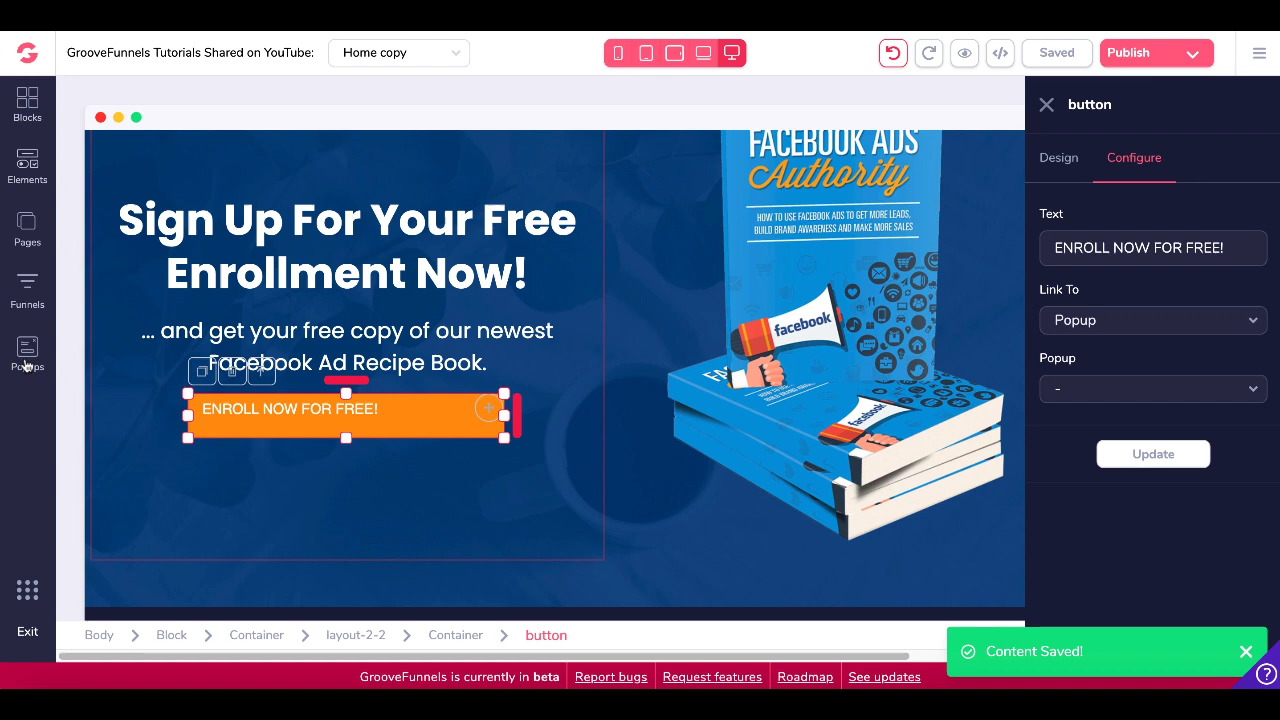 GrooveFunnels Tutorials Shared on YouTube:
Home copy
Saved
Publish
Blocks
Elements
Pages
Funnels
Exit
Sign Up For Your Free
Enrollment Now!
... and get your free copy of our newest
Facebook Ad Recipe Book.
ENROLL NOW FOR FREE!
FACEBOOK ADS
Authority
HOW TO USE FACEBOOK ADS TO GET MORE LEADS,
BUILD BRAND AWARENESS AND MAKE MORE SALES
facebook
facebook
button
Design
Configure
Text
ENROLL NOW FOR FREE!
Link To
Popup
Popup
-
Update
Body
Block
Container
layout-2-2
Container
button
Content Saved!
GrooveFunnels is currently in beta
Report bugs
Request features
Roadmap
See updates